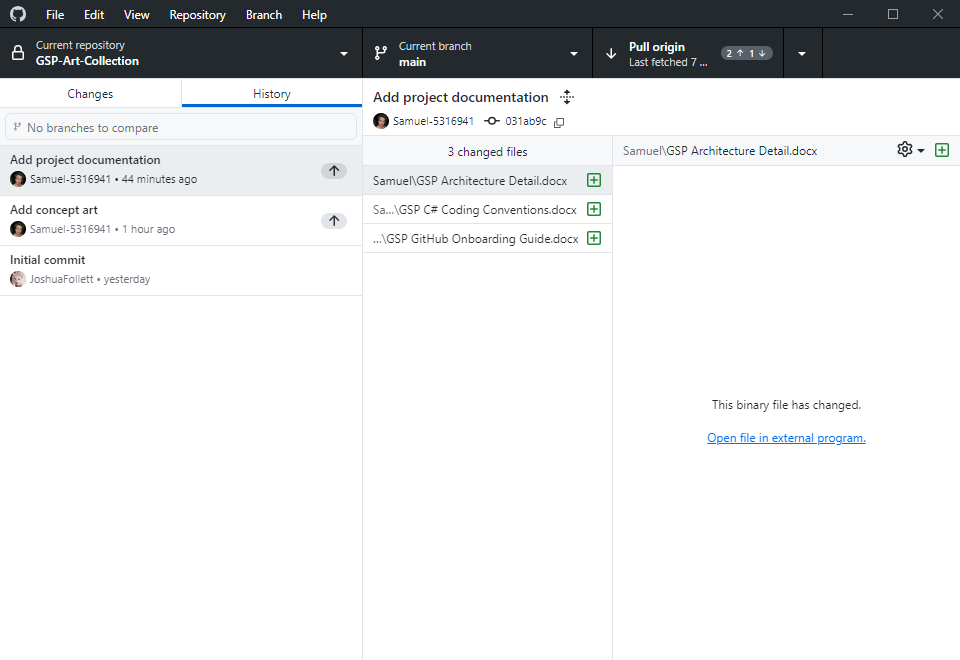 File Edit View Repository Branch Help
Current repository
GSP-Art-Collection
Current branch
main
Pull origin
Last fetched 7 ...
2 ↑ 1 ↓
Changes
History
No branches to compare
Add project documentation
Samuel-5316941 • 44 minutes ago
Add concept art
Samuel-5316941 • 1 hour ago
Initial commit
JoshuaFollett • yesterday
Add project documentation
Samuel-5316941 031ab9c
3 changed files
Samuel\GSP Architecture Detail.docx
Sa...\GSP C# Coding Conventions.docx
...\GSP GitHub Onboarding Guide.docx
Samuel\GSP Architecture Detail.docx
This binary file has changed.
Open file in external program.